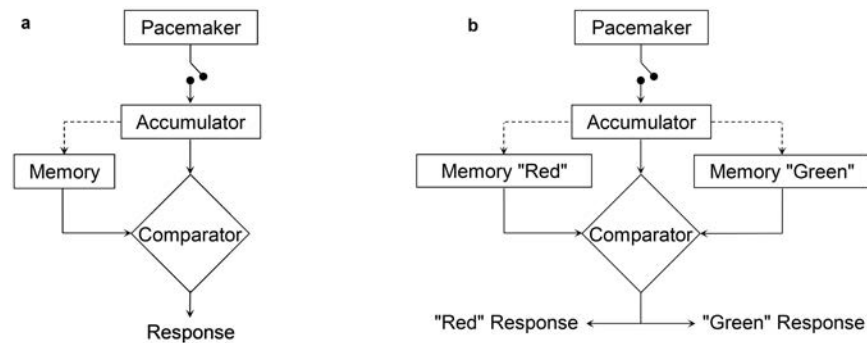 a
Pacemaker
Accumulator
Memory
Comparator
Response
b
Pacemaker
Accumulator
Memory "Red"
Memory "Green"
Comparator
"Red" Response
"Green" Response